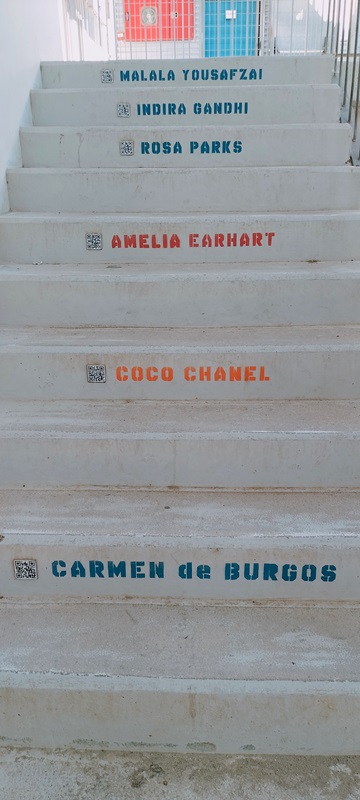 MALALA YOUSAFZAI
INDIRA GANDHI
ROSA PARKS
AMELIA EARHART
COCO CHANEL
CARMEN de BURGOS